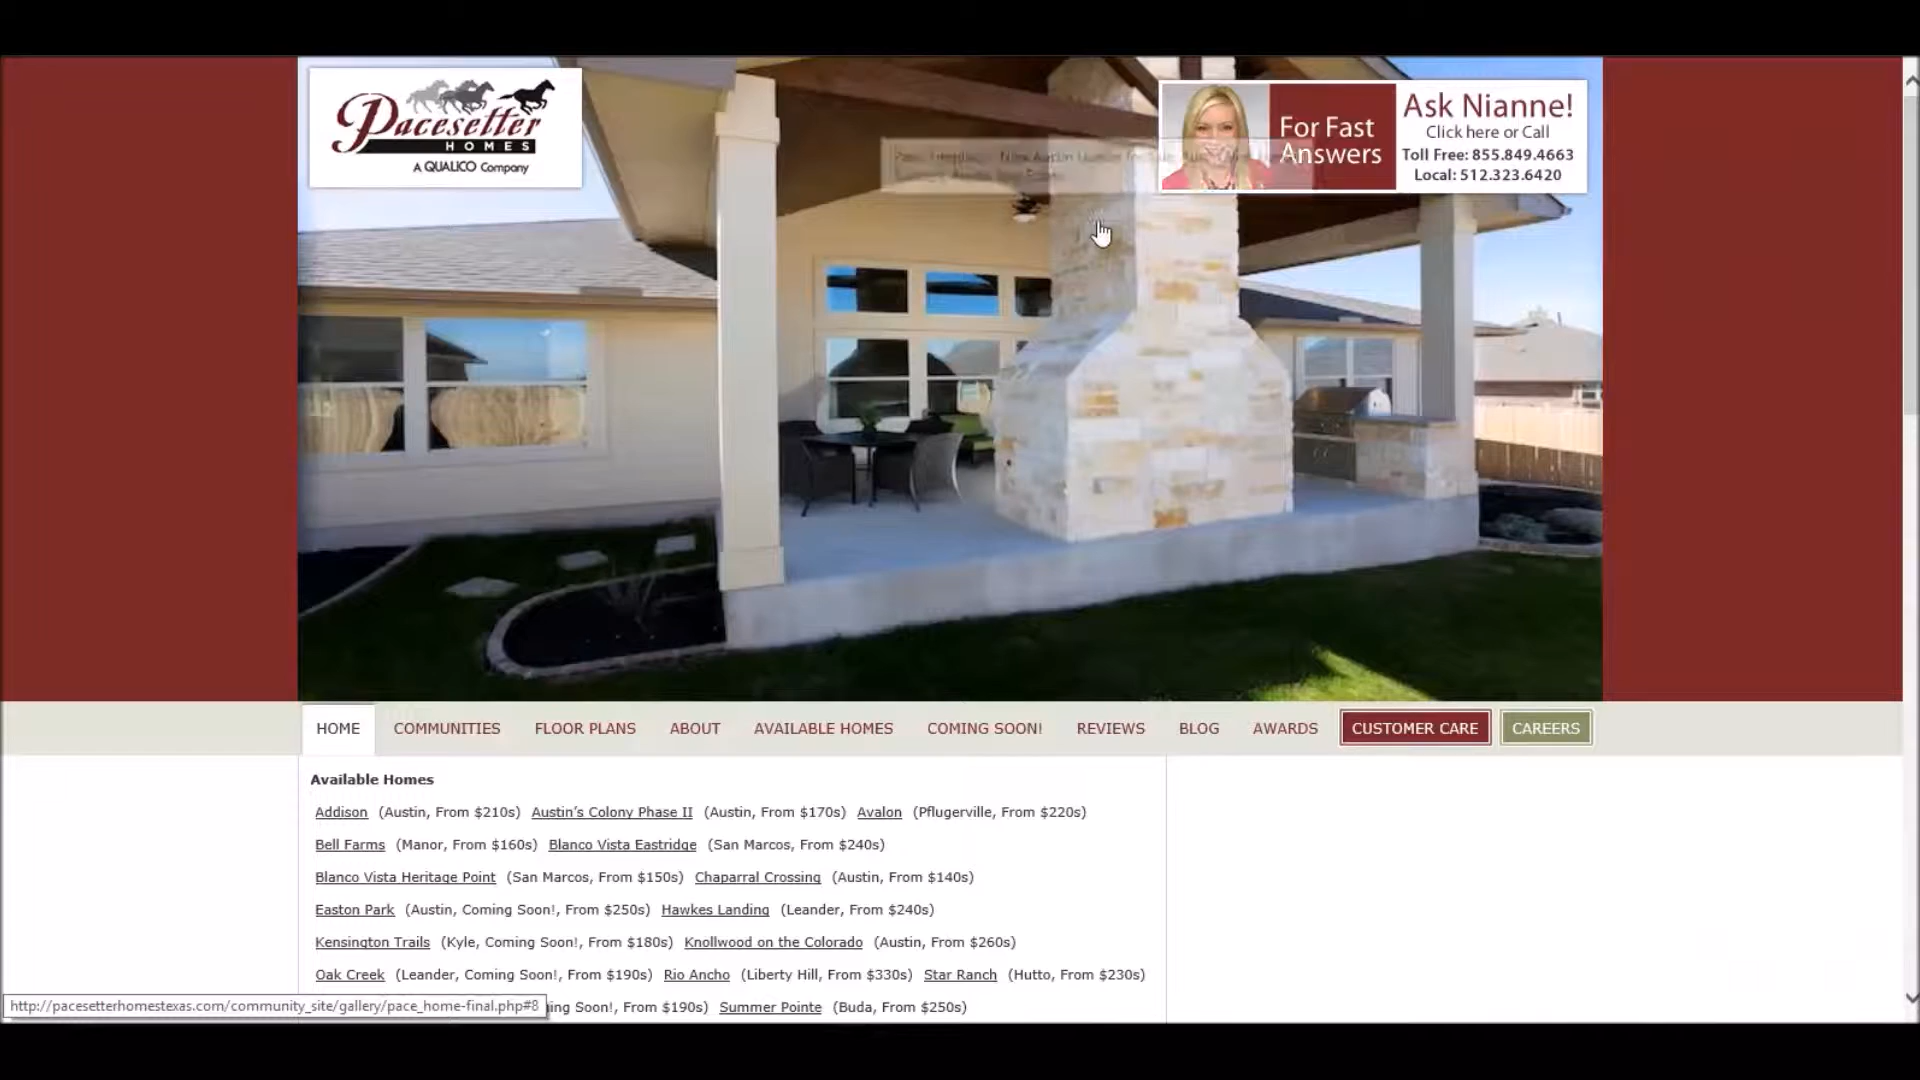 Pacesetter
HOMES
A QUALICO Company
For Fast
Answers
Ask Nianne!
Click here or Call
Toll Free: 855.849.4663
Local: 512.323.6420
HOME COMMUNITIES FLOOR PLANS ABOUT AVAILABLE HOMES COMING SOON! REVIEWS BLOG AWARDS CUSTOMER CARE CAREERS
Available Homes
Addison (Austin, From $210s) Austin's Colony Phase II (Austin, From $170s) Avalon (Pflugerville, From $220s)
Bell Farms (Manor, From $160s) Blanco Vista Eastridge (San Marcos, From $240s)
Blanco Vista Heritage Point (San Marcos, From $150s) Chaparral Crossing (Austin, From $140s)
Easton Park (Austin, Coming Soon!, From $250s) Hawkes Landing (Leander, From $240s)
Kensington Trails (Kyle, Coming Soon!, From $180s) Knollwood on the Colorado (Austin, From $260s)
Oak Creek (Leander, Coming Soon!, From $190s) Rio Ancho (Liberty Hill, From $330s) Star Ranch (Hutto, From $230s)
http://pacesetterhomestexas.com/community_site/gallery/pace_home-final.php#8 ing Soon!, From $190s) Summer Pointe (Buda, From $250s)